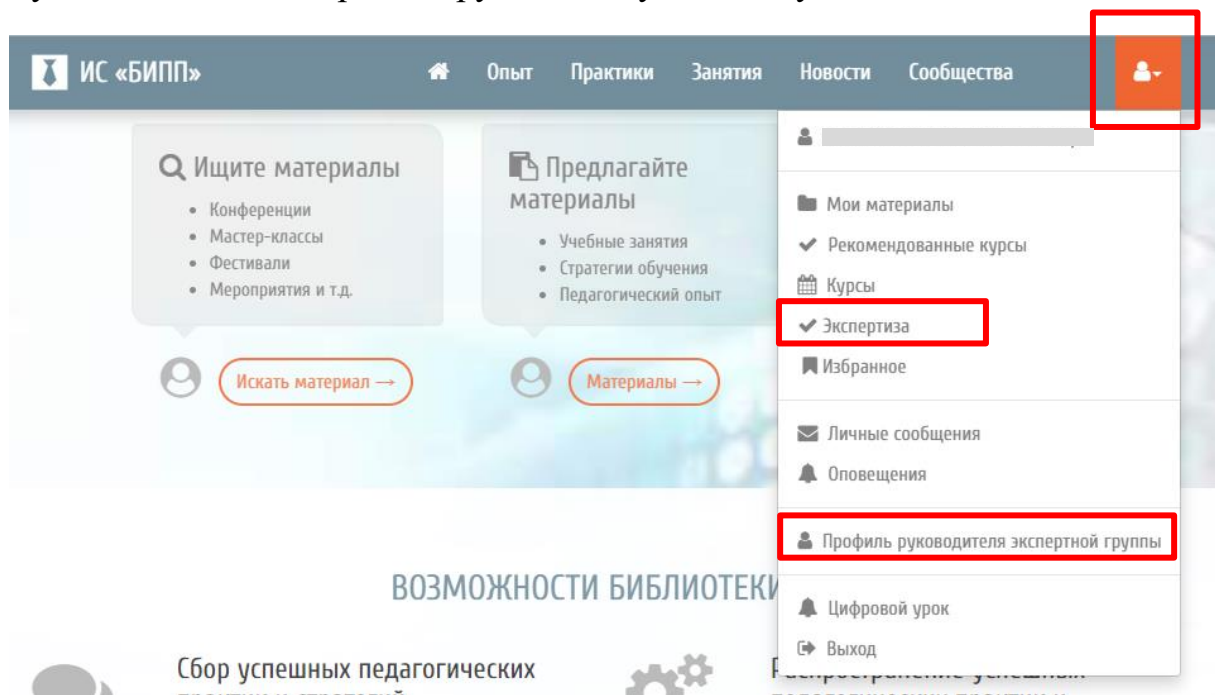 ИС «БИПП»
Опыт Практики Занятия Новости Сообщества
Ищите материалы
• Конференции
• Мастер-классы
• Фестивали
• Мероприятия и т.д.
Искать материал →
Предлагайте
материалы
• Учебные занятия
• Стратегии обучения
• Педагогический опыт
Материалы →
Мои материалы
Рекомендованные курсы
Курсы
Экспертиза
Избранное
Личные сообщения
Оповещения
Профиль руководителя экспертной группы
Цифровой урок
Выход
ВОЗМОЖНОСТИ БИБЛИОТЕКИ
Сбор успешных педагогических
Распространение успешных